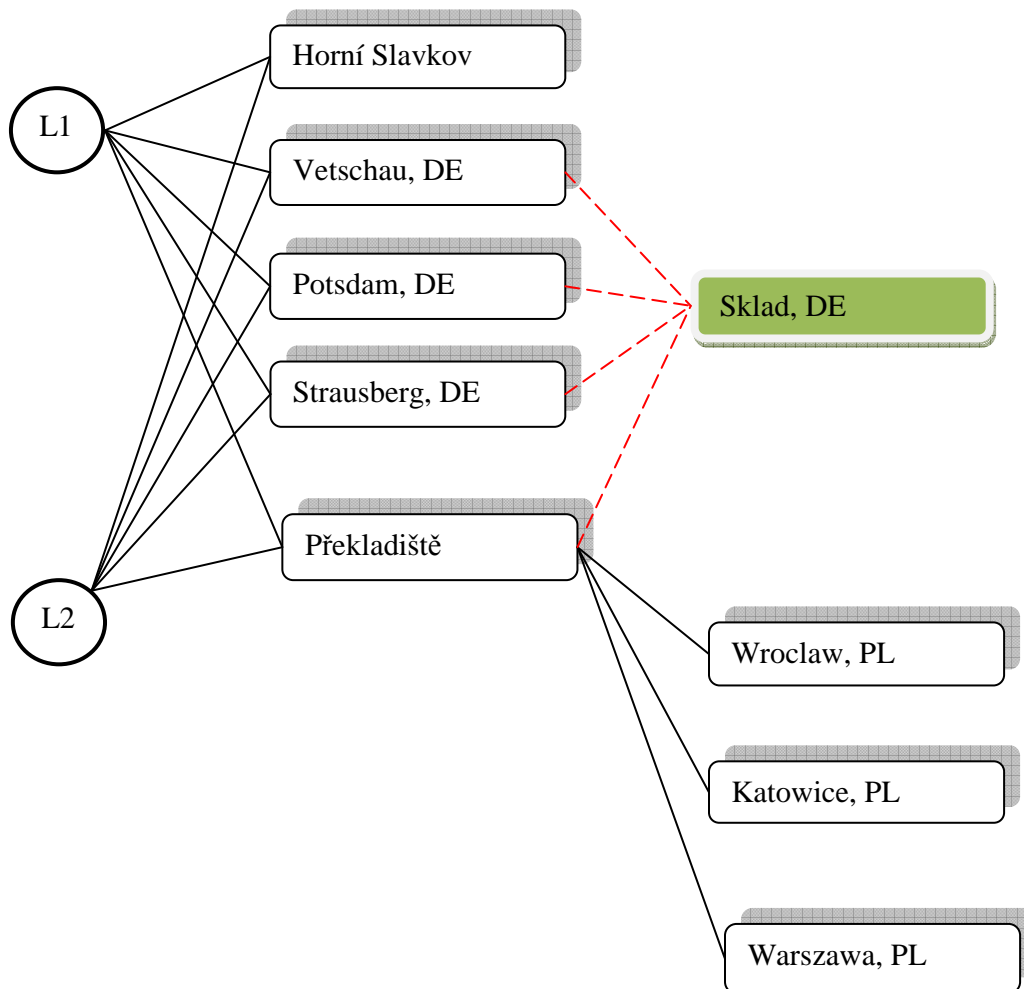 Horní Slavkov
L1
Vetschau, DE
Potsdam, DE
Sklad, DE
Strausberg, DE
Překladiště
L2
Wroclaw, PL
Katowice, PL
Warszawa, PL